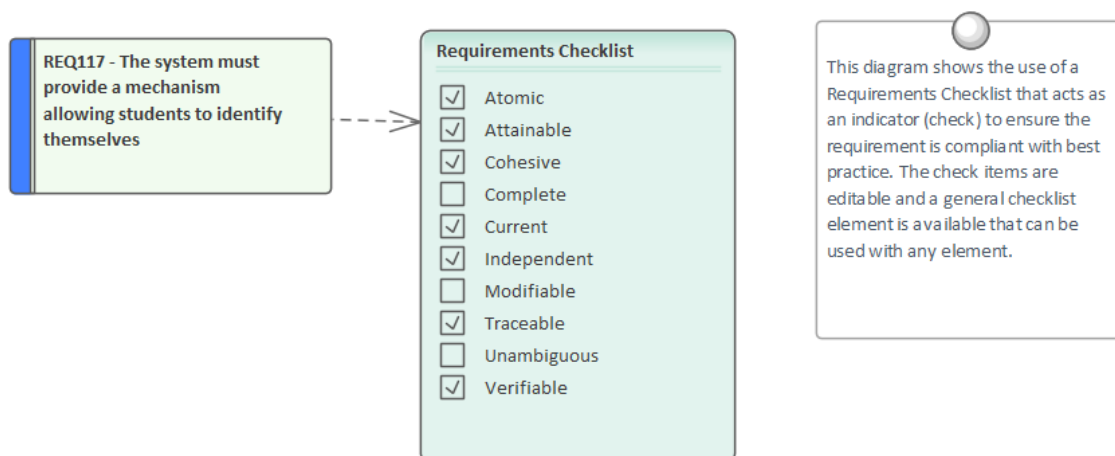 REQ117 - The system must
provide a mechanism
allowing students to identify
themselves
Requirements Checklist
Atomic
Attainable
Cohesive
Complete
Current
Independent
Modifiable
Traceable
Unambiguous
Verifiable
This diagram shows the use of a
Requirements Checklist that acts as
an indicator (check) to ensure the
requirement is compliant with best
practice. The check items are
editable and a general checklist
element is available that can be
used with any element.